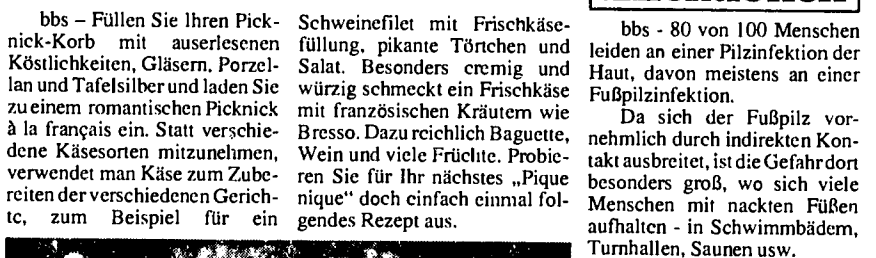 bbs – Füllen Sie Ihren Pick-
nick-Korb mit auserlesenen
Köstlichkeiten, Gläsern, Porzel-
lan und Tafelsilber und laden Sie
zu einem romantischen Picknick
à la français ein. Statt verschie-
dene Käsesorten mitzunehmen,
verwendet man Käse zum Zube-
reiten der verschiedenen Gerich-
te, zum Beispiel für ein
Schweinefilet mit Frischkäse-
füllung, pikante Törtchen und
Salat. Besonders cremig und
würzig schmeckt ein Frischkäse
mit französischen Kräutern wie
Bresso. Dazu reichlich Baguette,
Wein und viele Früchte. Probie-
ren Sie für Ihr nächstes „Pique
nique“ doch einfach einmal fol-
gendes Rezept aus.
bbs - 80 von 100 Menschen
leiden an einer Pilzinfektion der
Haut, davon meistens an einer
Fußpilzinfektion.
Da sich der Fußpilz vor-
nehmlich durch indirekten Kon-
takt ausbreitet, ist die Gefahr dort
besonders groß, wo sich viele
Menschen mit nackten Füßen
aufhalten - in Schwimmbädern,
Turnhallen, Saunen usw.